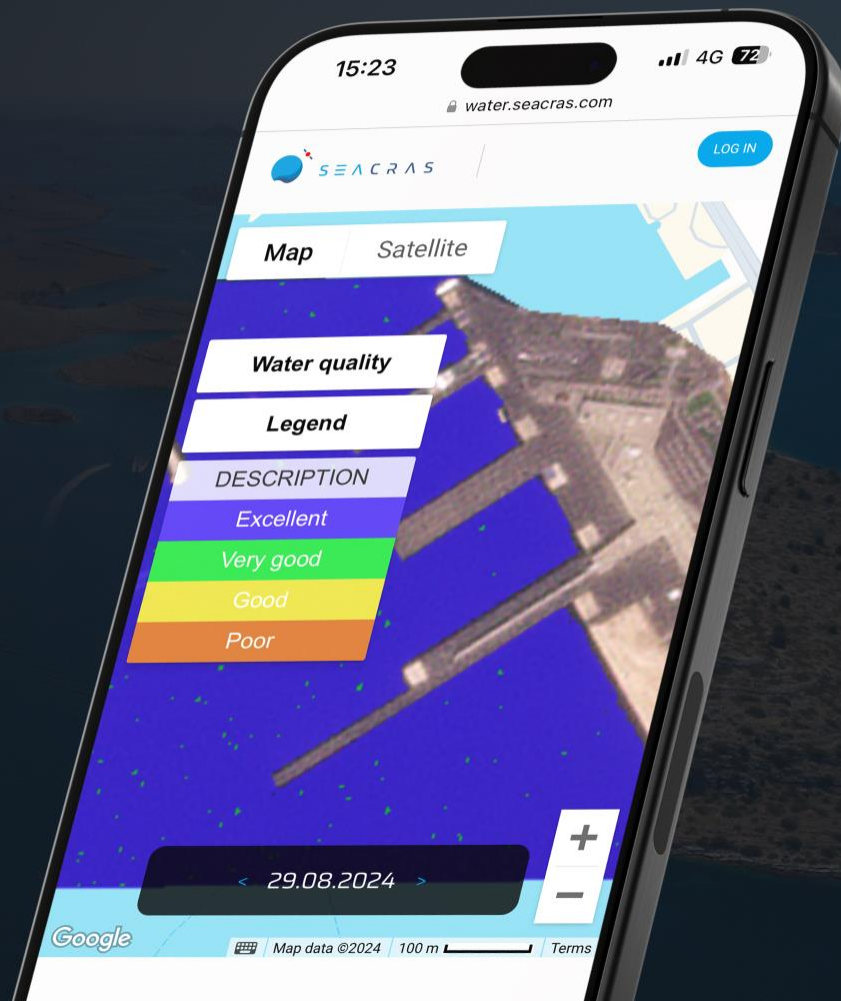 15:23 4G 72
water.seacras.com
SEACRAS LOG IN
Map Satellite
Water quality
Legend
DESCRIPTION
Excellent
Very good
Good
Poor
+
< 29.08.2024 >
−
Google Map data ©2024 100 m Terms